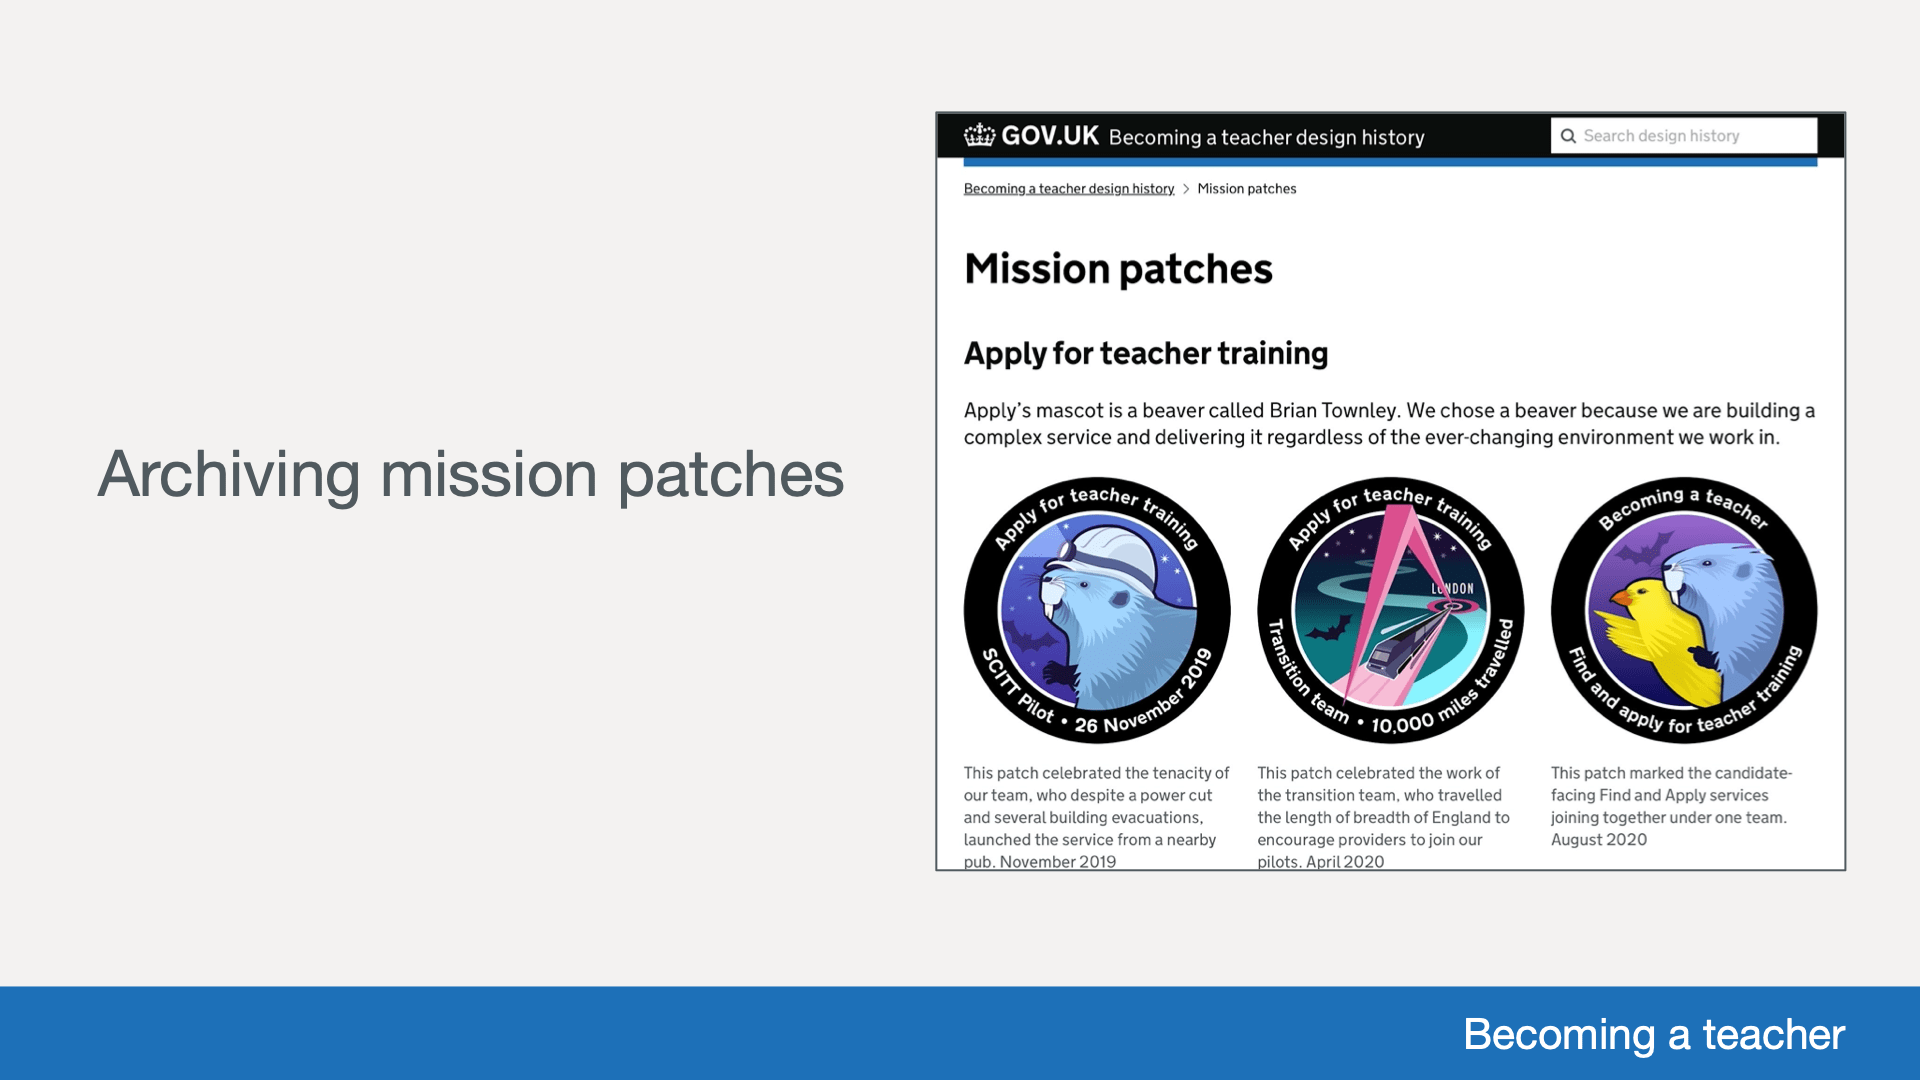 Archiving mission patches
GOV.UK Becoming a teacher design history
Search design history
Becoming a teacher design history > Mission patches
Mission patches
Apply for teacher training
Apply’s mascot is a beaver called Brian Townley. We chose a beaver because we are building a
complex service and delivering it regardless of the ever-changing environment we work in.
Apply for teacher training
SCITT Pilot • 26 November 2019
Apply for teacher training
LONDON
Transition team • 10,000 miles travelled
Becoming a teacher
Find and apply for teacher training
This patch celebrated the tenacity of
our team, who despite a power cut
and several building evacuations,
launched the service from a nearby
pub. November 2019
This patch celebrated the work of
the transition team, who travelled
the length of breadth of England to
encourage providers to join our
pilots. April 2020
This patch marked the candidate-
facing Find and Apply services
joining together under one team.
August 2020
Becoming a teacher